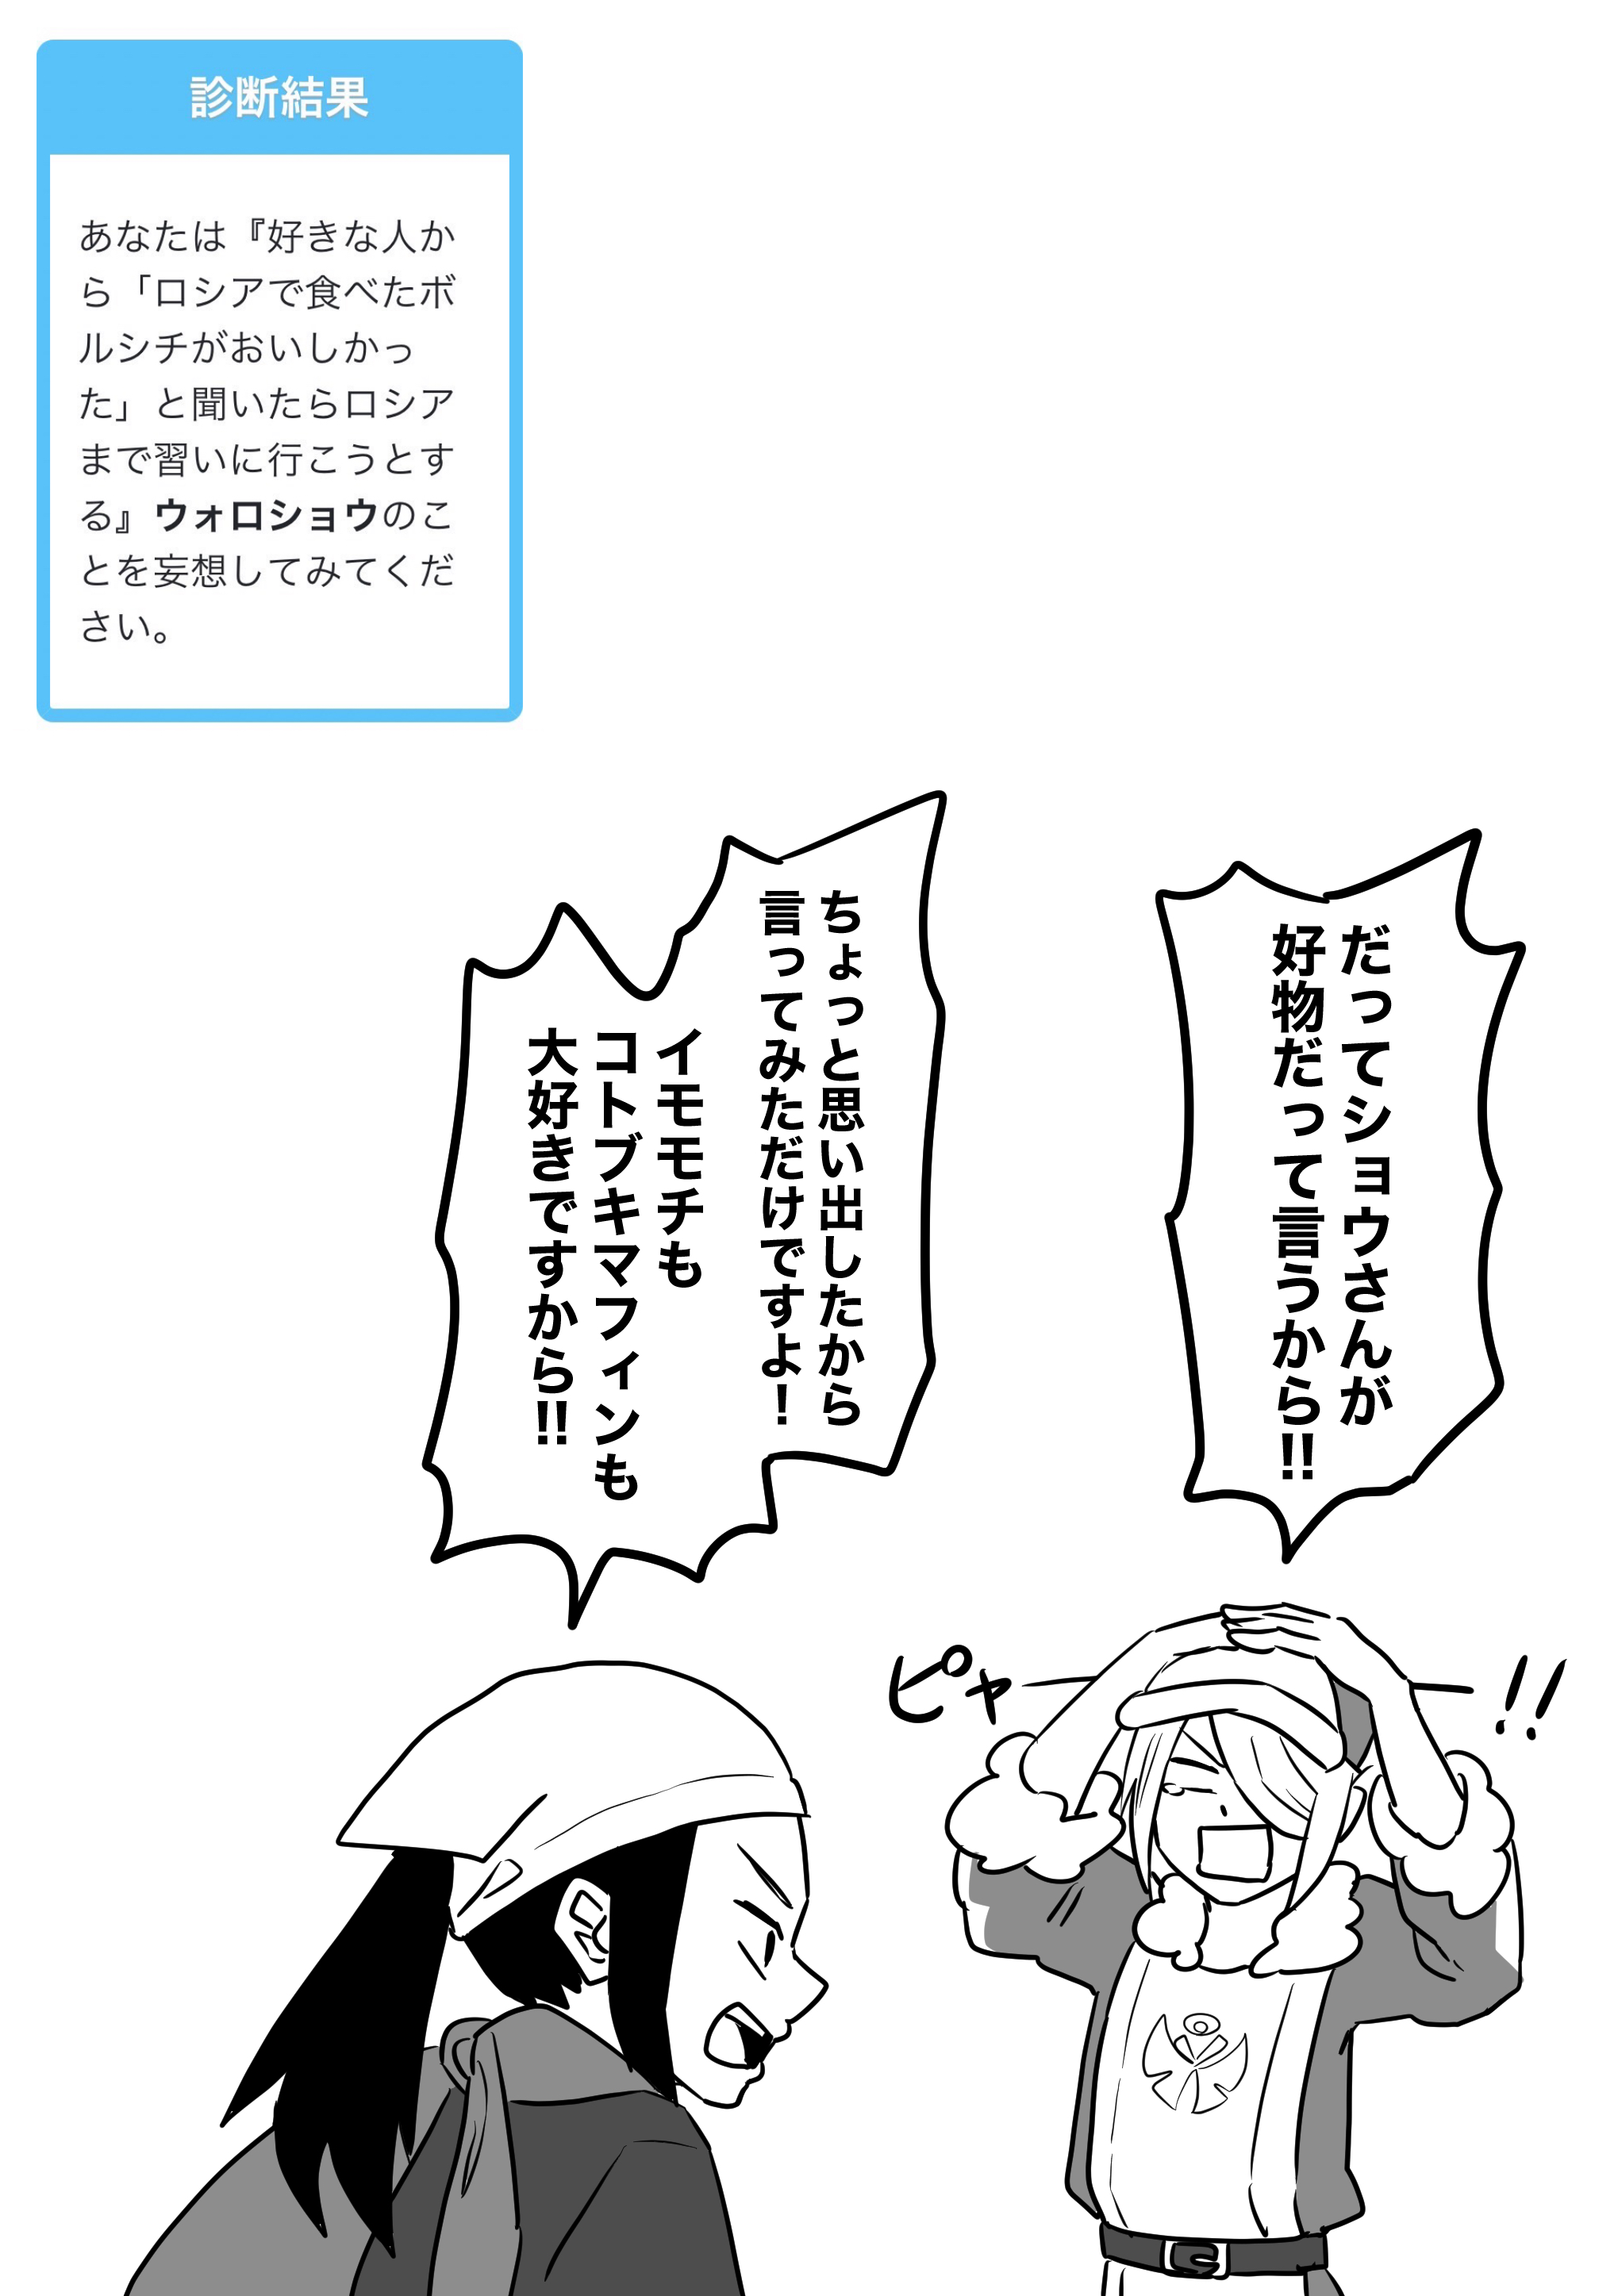 診断結果
あなたは『好きな人か
ら「ロシアで食べたボ
ルシチがおいしかっ
た」と聞いたらロシア
まで習いに行こうとす
る』ウォロショウのこ
とを妄想してみてくだ
さい。
だってショウさんが
好物だって言うから!!
ちょっと思い出したから
言ってみただけですよ！
イモモチも
コトブキマフィンも
大好きですから!!
ピャー!!